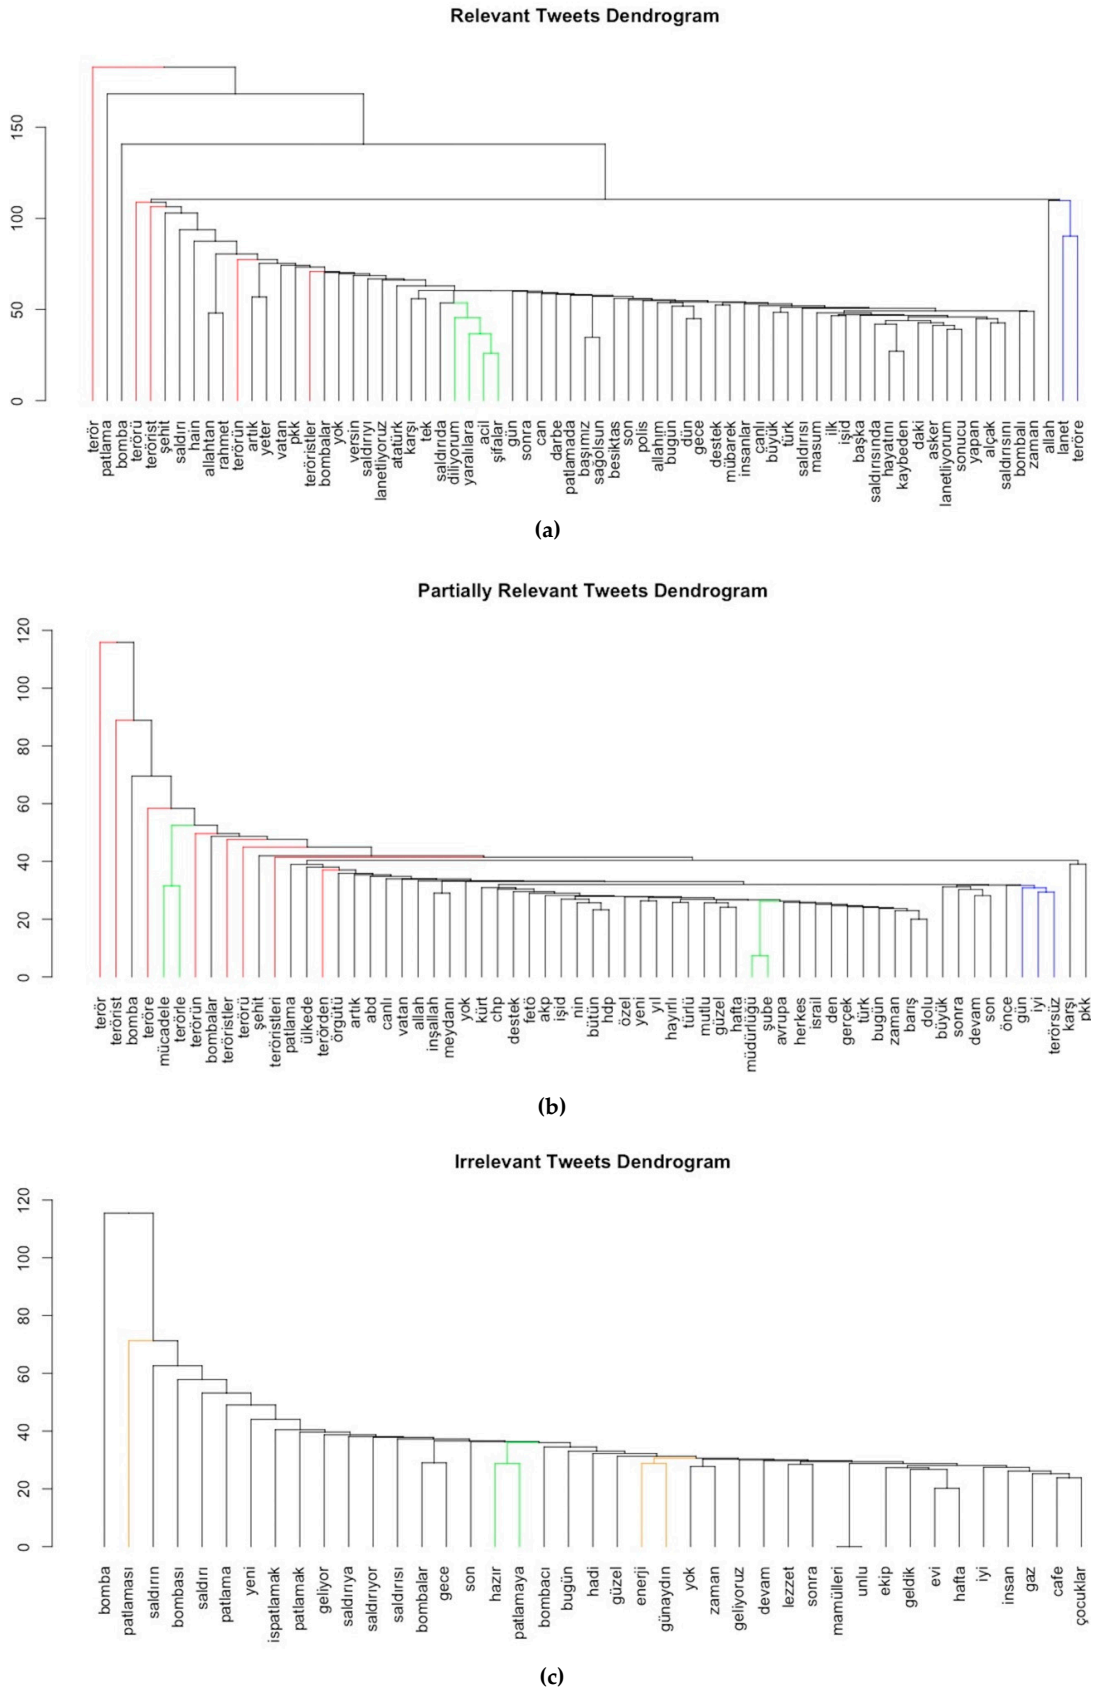 Relevant Tweets Dendrogram
150
100
50
0
terör
patlama
bomba
terörü
terörist
şehit
saldırı
hain
allahtan
rahmet
terörün
artık
yeter
vatan
pkk
teröristler
bombalar
yok
versin
saldırıyı
lanetliyoruz
atatürk
karşı
tek
saldırıda
diliyorum
yaralılara
acil
şifalar
gün
sonra
can
darbe
patlamada
başımız
sağolsun
besiktas
son
polis
allahım
bugün
dün
gece
destek
mübarek
insanlar
canlı
büyük
türk
saldırısı
masum
ilk
işid
başka
saldırısında
hayatını
kaybeden
daki
asker
lanetliyorum
sonucu
yapan
alçak
saldırısını
bombalı
zaman
allah
lanet
teröre
(a)
Partially Relevant Tweets Dendrogram
120
100
80
60
40
20
0
terör
terörist
bomba
teröre
mücadele
terörle
terörün
bombalar
teröristler
terörü
şehit
teröristleri
patlama
ülkede
terörden
örgütü
artık
abd
canlı
vatan
allah
inşallah
meydanı
yok
kürt
chp
destek
fetö
akp
işid
nin
bütün
hdp
özel
yeni
yıl
hayırlı
türlü
mutlu
güzel
hafta
müdürlüğü
şube
avrupa
herkes
israil
den
gerçek
türk
bugün
zaman
barış
dolu
büyük
sonra
devam
son
önce
gün
iyi
terörsüz
karşı
pkk
(b)
Irrelevant Tweets Dendrogram
120
100
80
60
40
20
0
bomba
patlaması
saldırın
bombası
saldırı
patlama
yeni
ispatlamak
patlamak
geliyor
saldırıya
saldırıyor
saldırısı
bombalar
gece
son
hazır
patlamaya
bombacı
bugün
hadi
güzel
enerji
günaydın
yok
zaman
geliyoruz
devam
lezzet
sonra
mamülleri
unlu
ekip
geldik
evi
hafta
iyi
insan
gaz
cafe
çocuklar
(c)